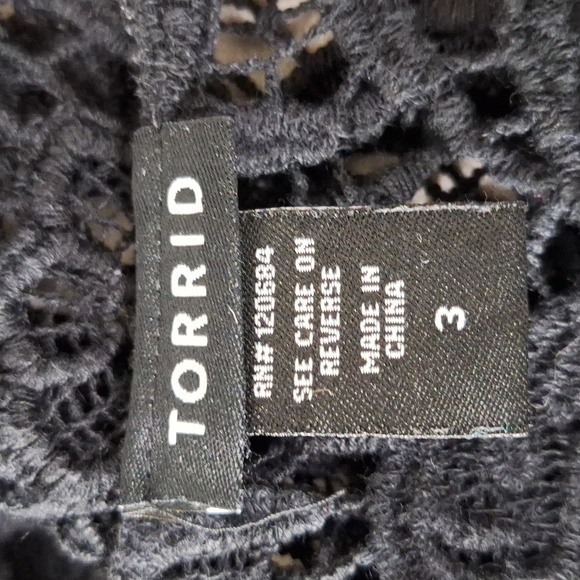 TORRID
RN# 120684
SEE CARE ON
REVERSE
MADE IN
CHINA
3